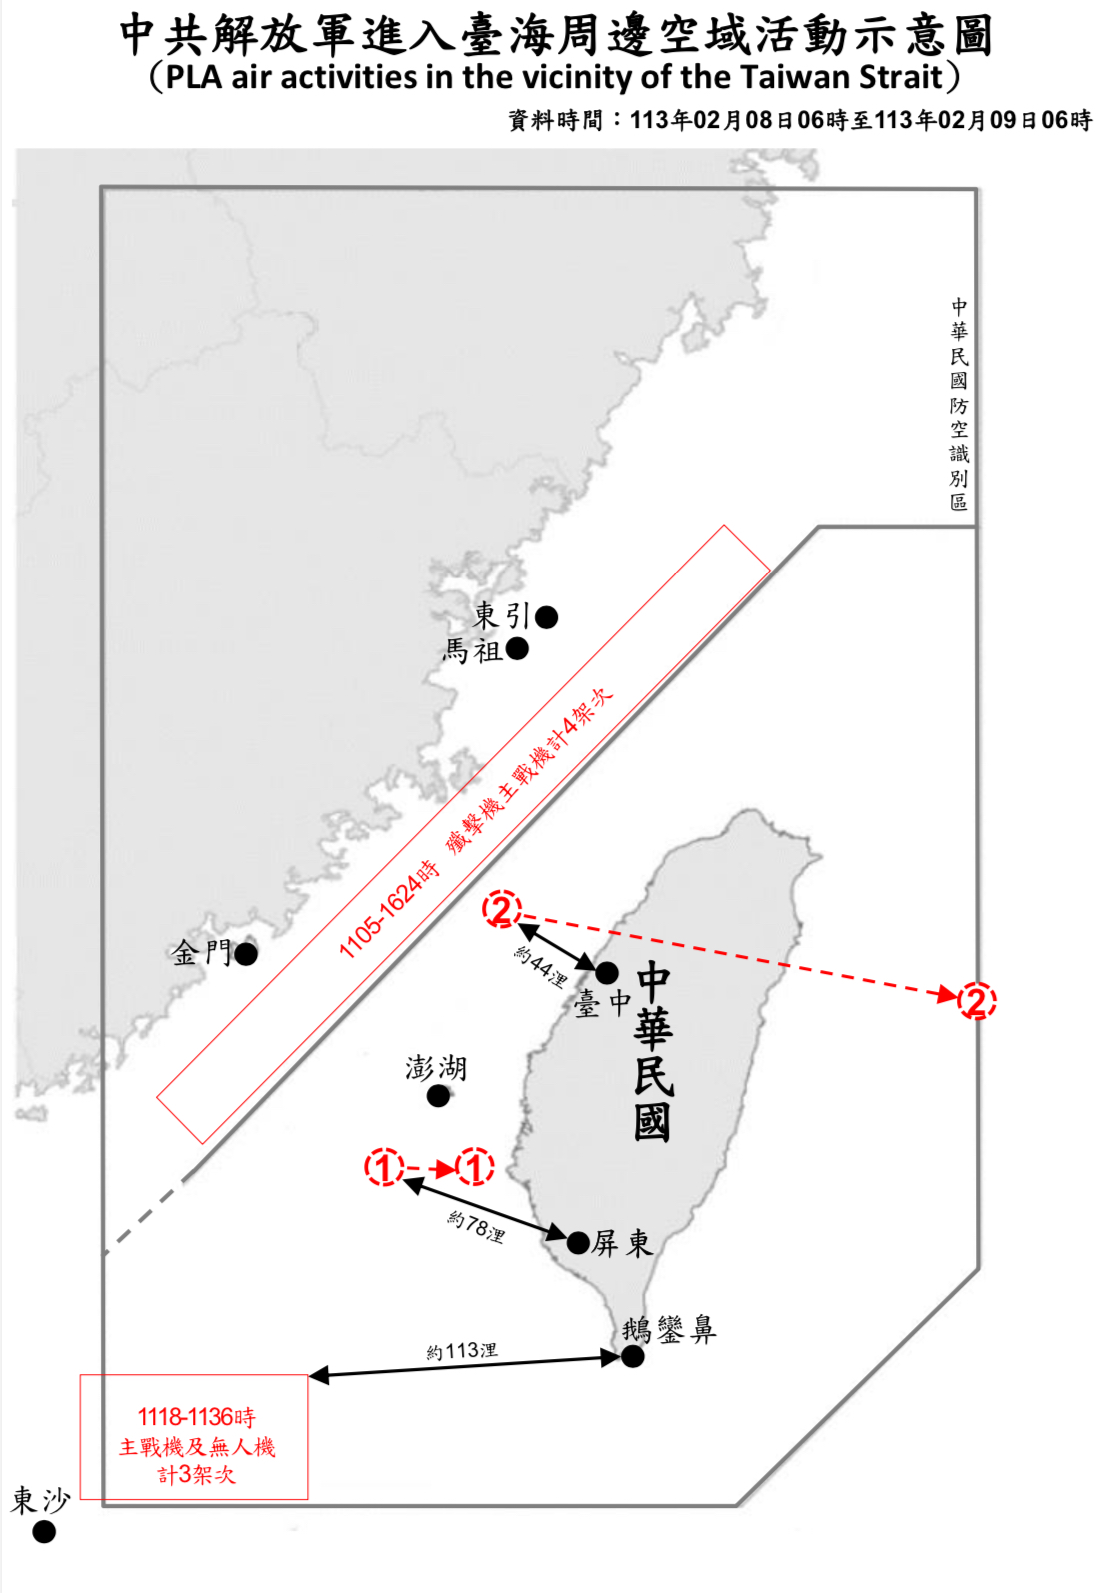 中共解放軍進入臺海周邊空域活動示意圖
（PLA air activities in the vicinity of the Taiwan Strait）
資料時間：113年02月08日06時至113年02月09日06時
中華民國防空識別區
東引
馬祖
1105-1624時 殲擊機主戰機計4架次
金門
2
約44浬
臺中
中華民國
2
澎湖
1
1
約78浬
屏東
鵝鑾鼻
約113浬
1118-1136時
主戰機及無人機
計3架次
東沙